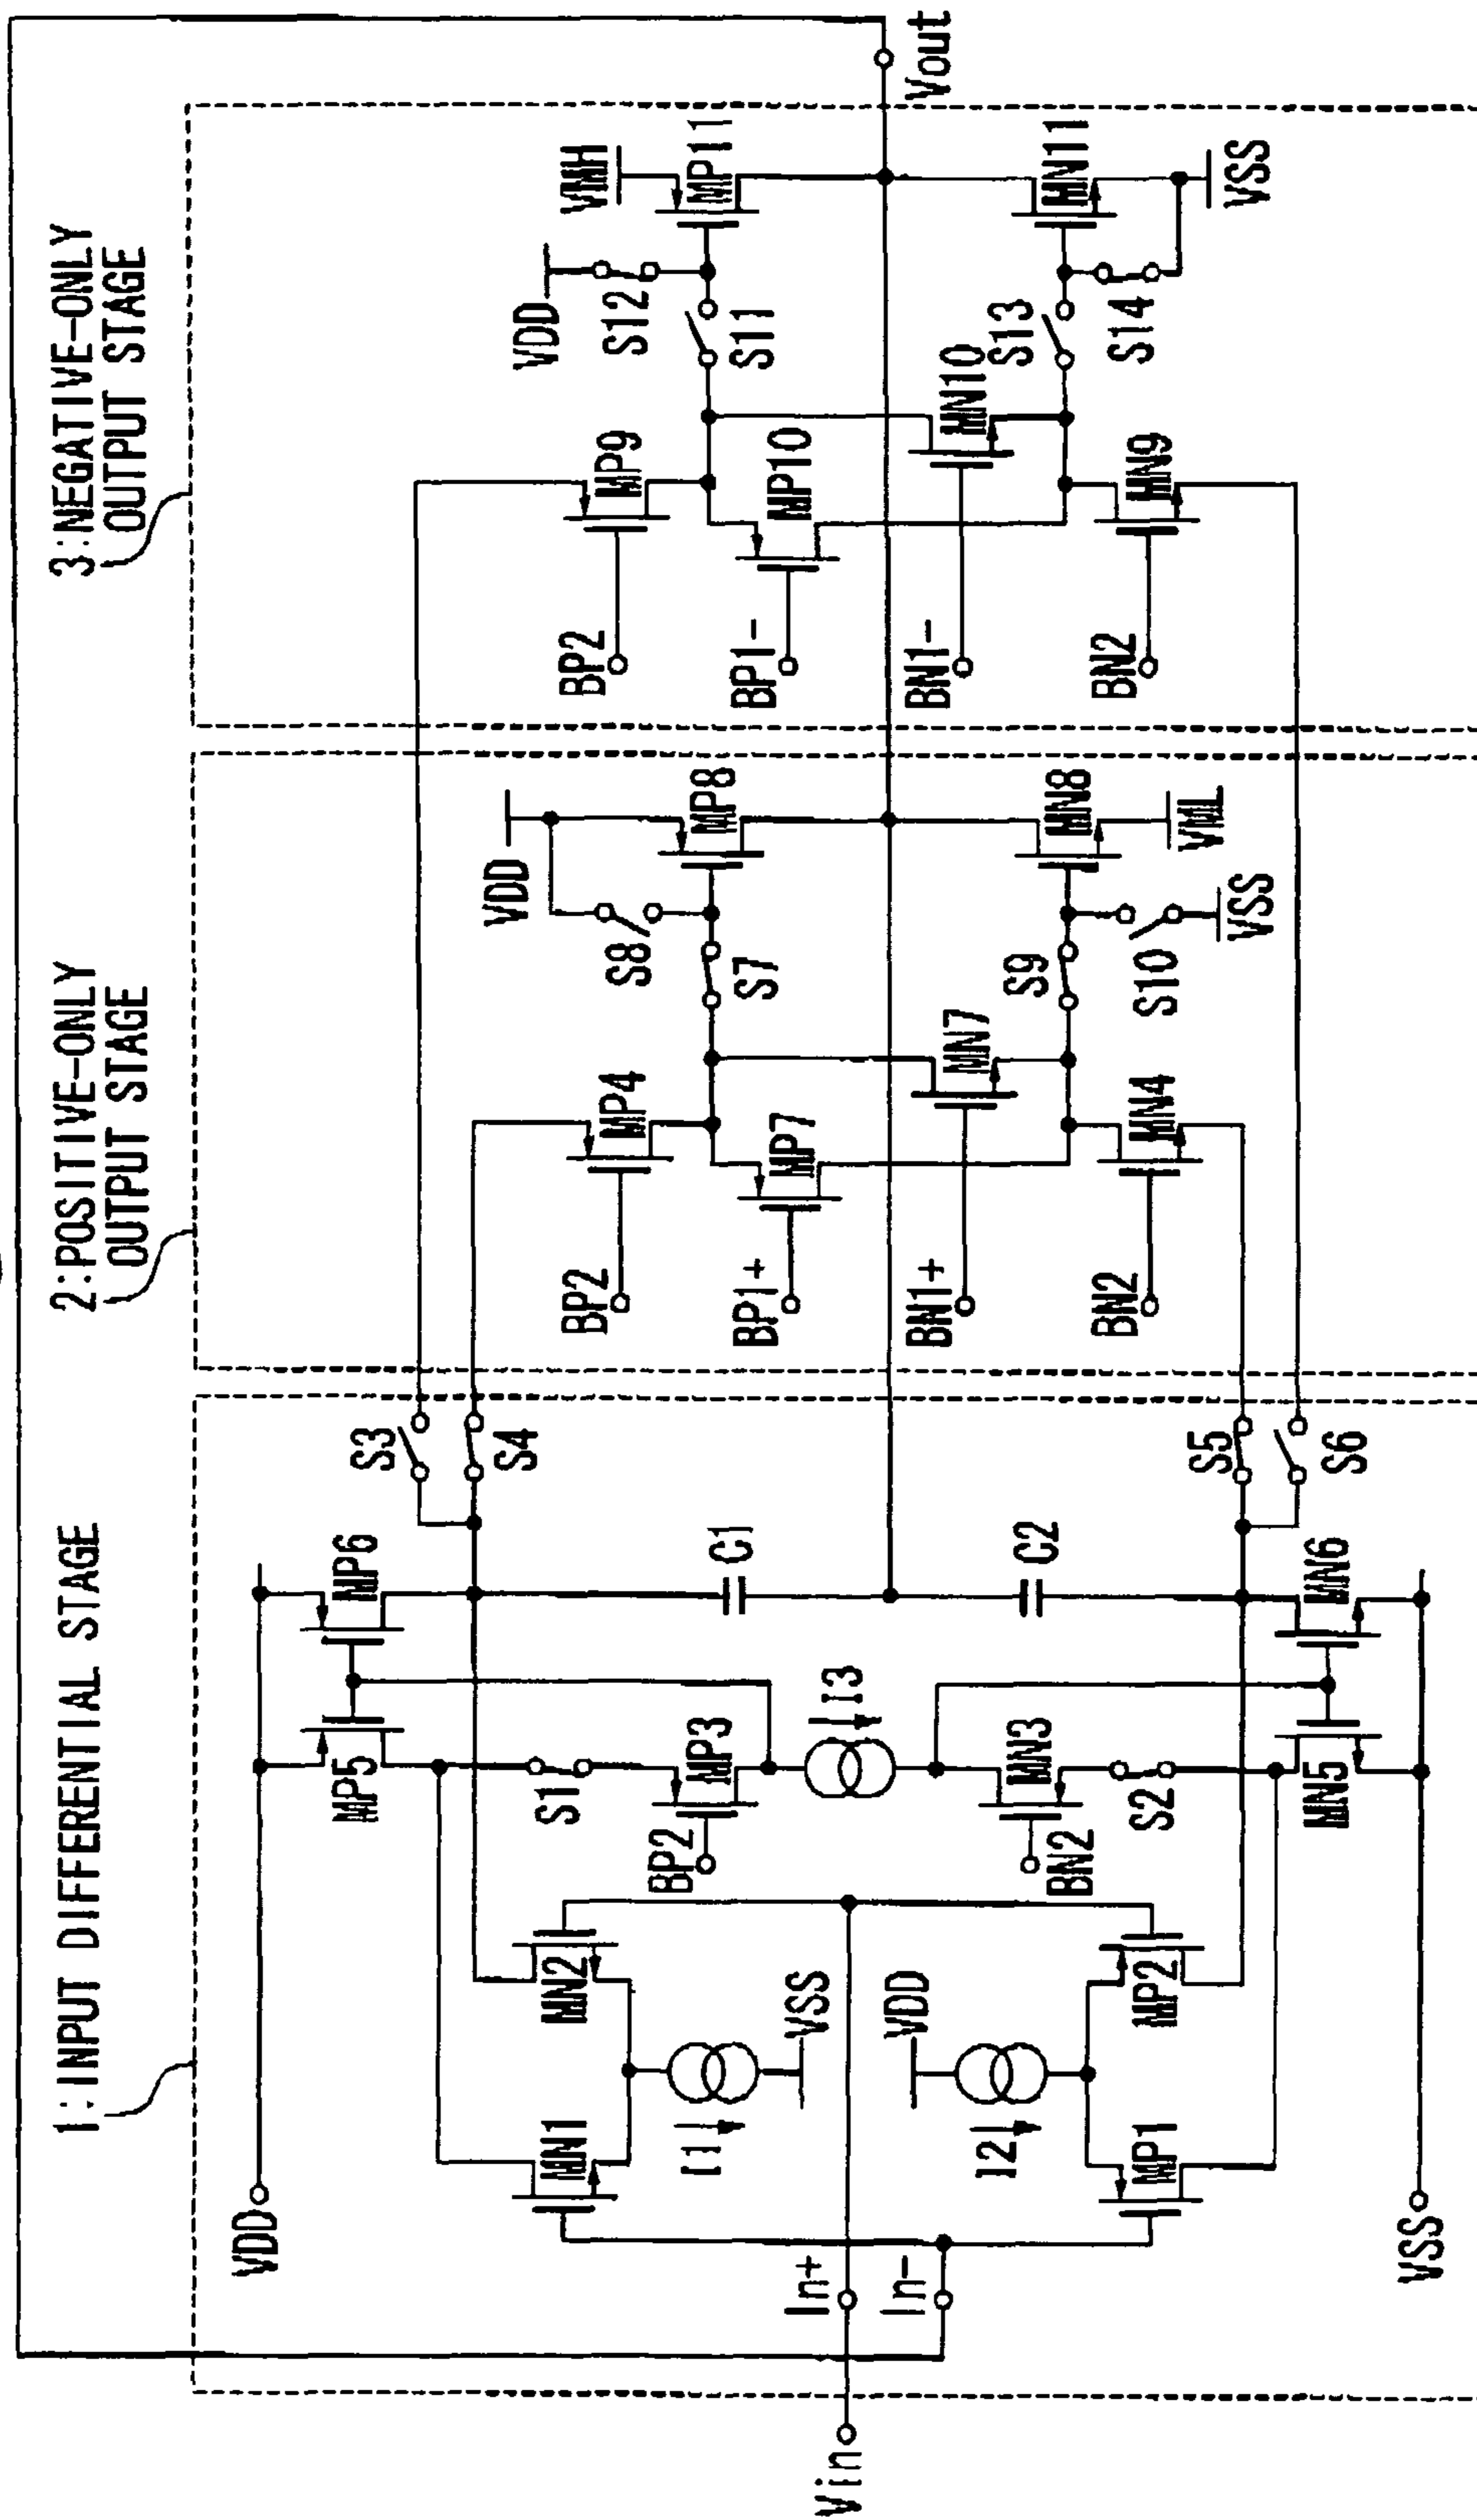 1:INPUT DIFFERENTIAL STAGE
2:POSITIVE-ONLY
OUTPUT STAGE
3:NEGATIVE-ONLY
OUTPUT STAGE
VDD
MP5
MP6
S3
S4
MN1
MN2
I1
VSS
S1
BP2
MP3
I3
C1
Vin
In+
In-
VDD
I2
MP1
MP2
BN2
MN3
S2
C2
MN5
MN6
S5
S6
VSS
BP2
MP4
VDD
S8
S7
MP8
BP1+
MP7
BN1+
MN7
S9
MN8
BN2
MN4
S10
VML
VSS
BP2
MP9
VDD
S12
VMH
S11
MP11
BP1-
MP10
Vout
BN1-
MN10
S13
MN11
BN2
MN9
S14
VSS